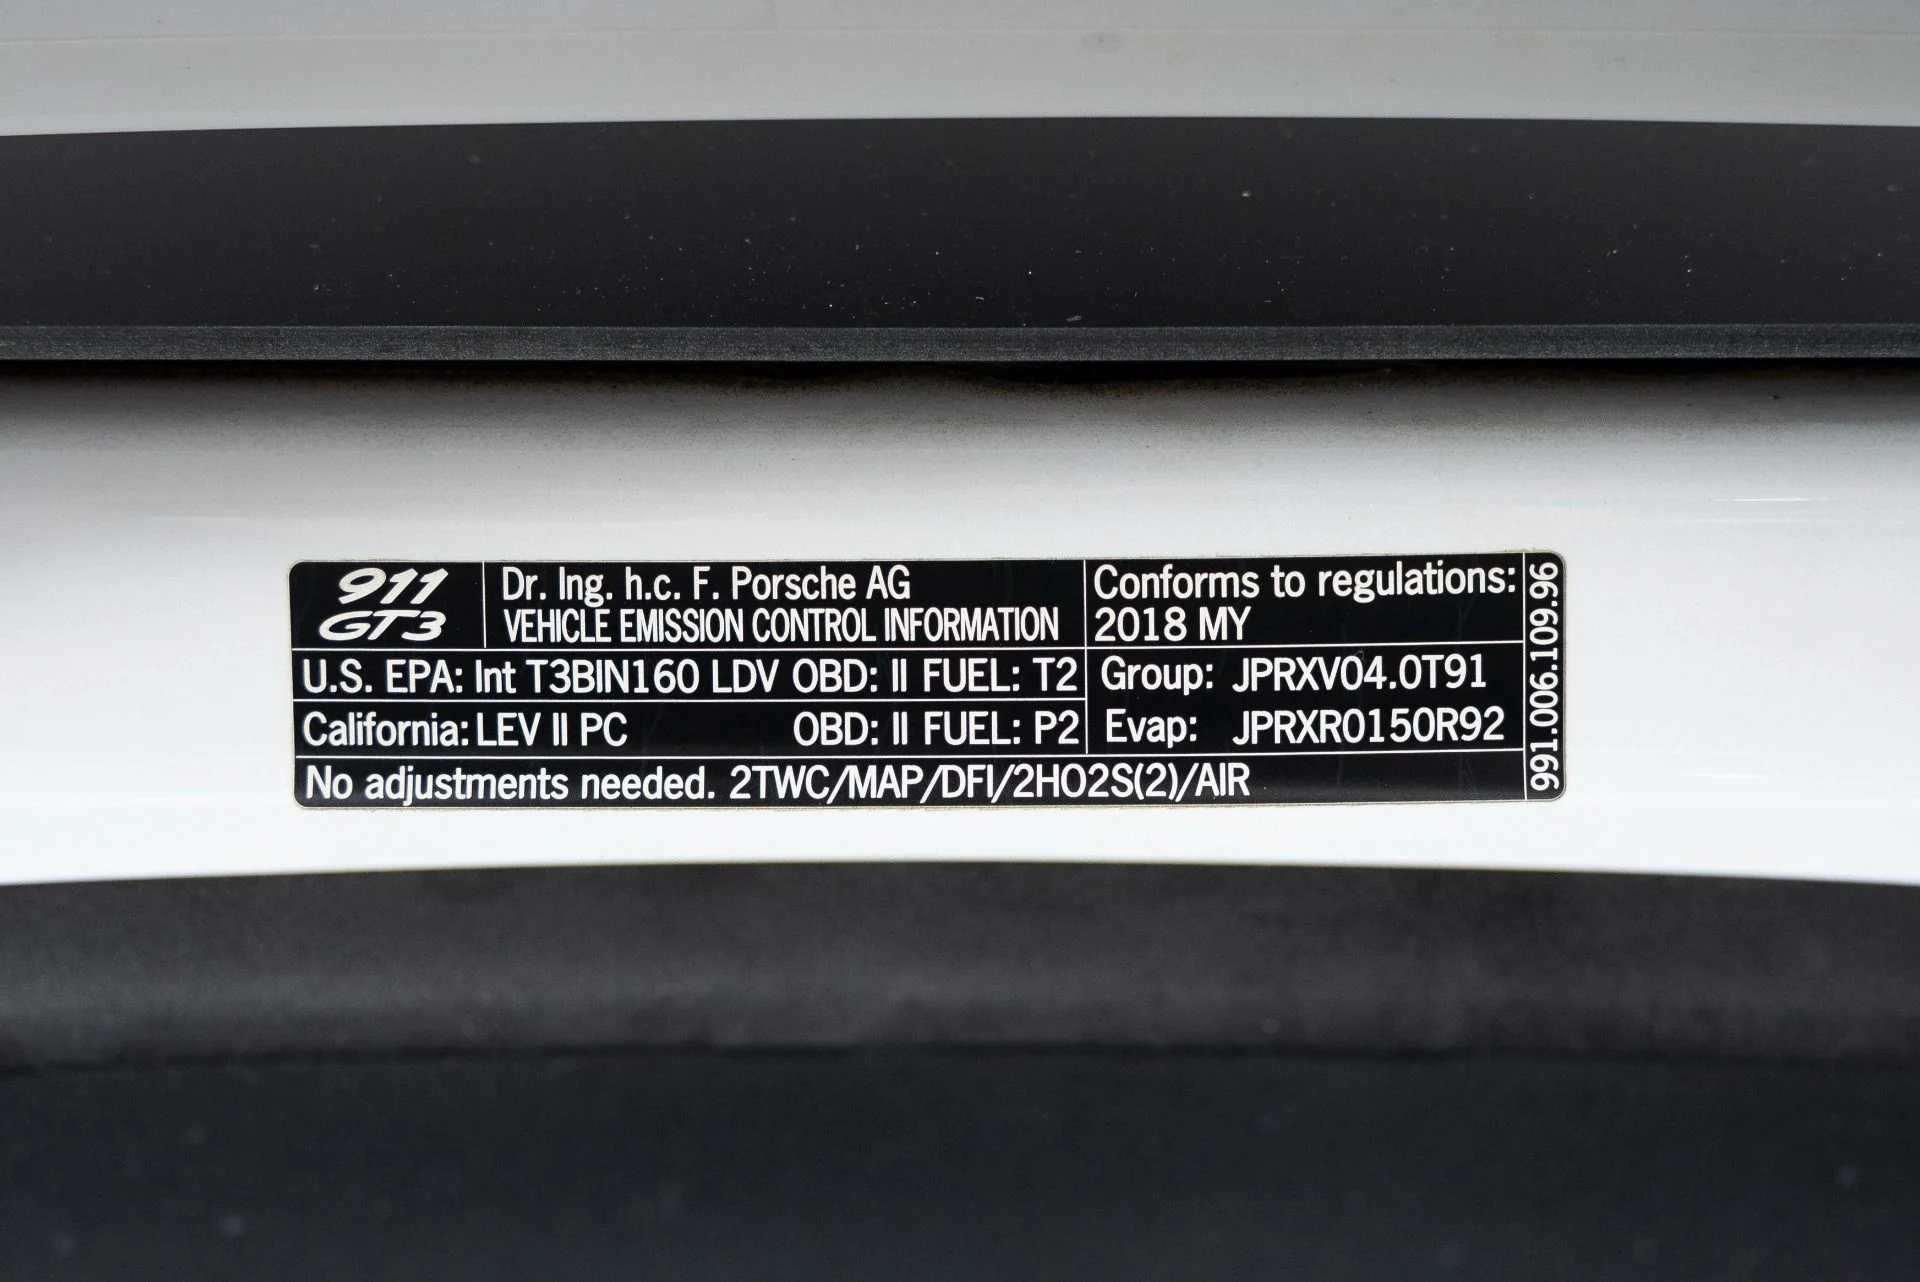 911
GT3
Dr. Ing. h.c. F. Porsche AG
VEHICLE EMISSION CONTROL INFORMATION
Conforms to regulations:
2018 MY
U.S. EPA: Int T3BIN160 LDV OBD: II FUEL: T2
California: LEV II PC OBD: II FUEL: P2
Group: JPRXV04.0T91
Evap: JPRXR0150R92
No adjustments needed. 2TWC/MAP/DFI/2HO2S(2)/AIR
991.006.109.96